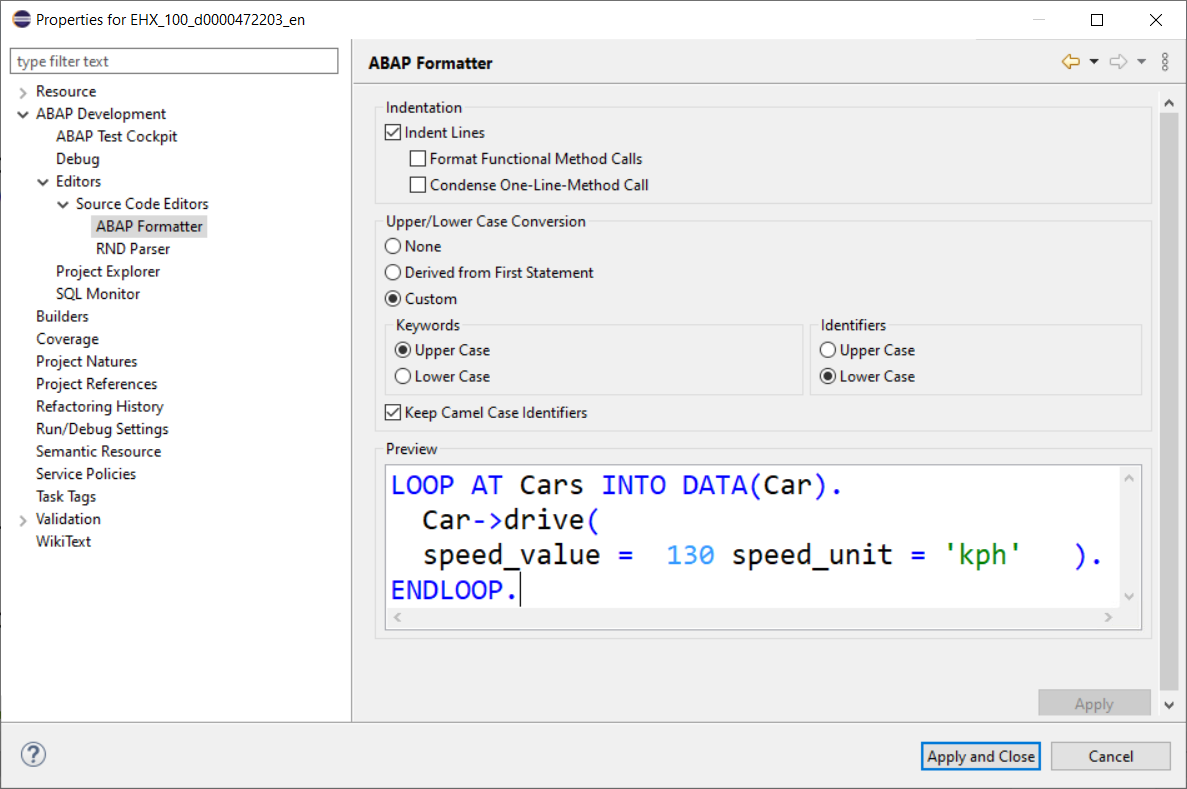 Properties for EHX_100_d0000472203_en
type filter text
Resource
ABAP Development
ABAP Test Cockpit
Debug
Editors
Source Code Editors
ABAP Formatter
RND Parser
Project Explorer
SQL Monitor
Builders
Coverage
Project Natures
Project References
Refactoring History
Run/Debug Settings
Semantic Resource
Service Policies
Task Tags
Validation
WikiText
ABAP Formatter
Indentation
Indent Lines
Format Functional Method Calls
Condense One-Line-Method Call
Upper/Lower Case Conversion
None
Derived from First Statement
Custom
Keywords
Upper Case
Lower Case
Identifiers
Upper Case
Lower Case
Keep Camel Case Identifiers
Preview
LOOP AT Cars INTO DATA(Car).
  Car->drive(
  speed_value =  130 speed_unit = 'kph'   ).
ENDLOOP.
Apply
?
Apply and Close
Cancel